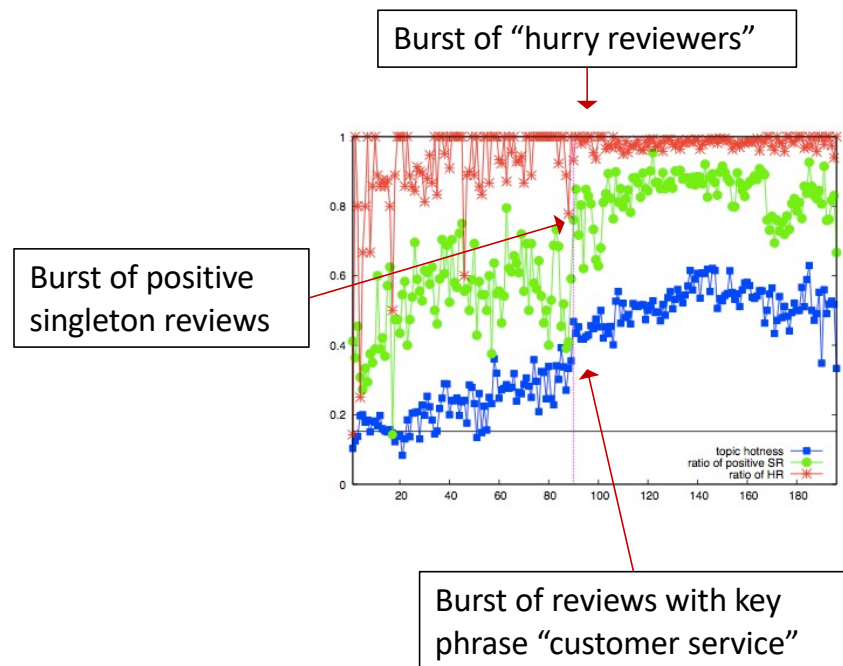 Burst of “hurry reviewers”
1
0.8
0.6
0.4
0.2
0
Burst of positive
singleton reviews
topic hotness
ratio of positive SR
ratio of HR
20 40 60 80 100 120 140 160 180
Burst of reviews with key
phrase “customer service”